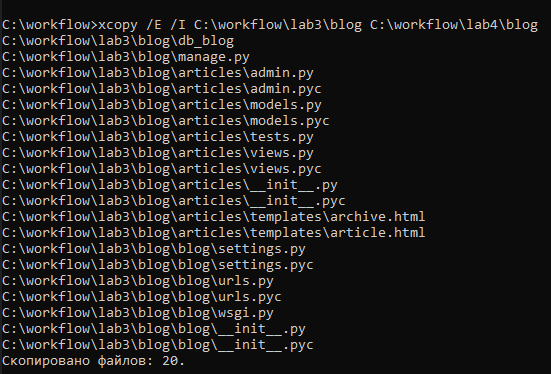 C:\workflow>xcopy /E /I C:\workflow\lab3\blog C:\workflow\lab4\blog
C:\workflow\lab3\blog\db_blog
C:\workflow\lab3\blog\manage.py
C:\workflow\lab3\blog\articles\admin.py
C:\workflow\lab3\blog\articles\admin.pyc
C:\workflow\lab3\blog\articles\models.py
C:\workflow\lab3\blog\articles\models.pyc
C:\workflow\lab3\blog\articles\tests.py
C:\workflow\lab3\blog\articles\views.py
C:\workflow\lab3\blog\articles\views.pyc
C:\workflow\lab3\blog\articles\__init__.py
C:\workflow\lab3\blog\articles\__init__.pyc
C:\workflow\lab3\blog\articles\templates\archive.html
C:\workflow\lab3\blog\articles\templates\article.html
C:\workflow\lab3\blog\blog\settings.py
C:\workflow\lab3\blog\blog\settings.pyc
C:\workflow\lab3\blog\blog\urls.py
C:\workflow\lab3\blog\blog\urls.pyc
C:\workflow\lab3\blog\blog\wsgi.py
C:\workflow\lab3\blog\blog\__init__.py
C:\workflow\lab3\blog\blog\__init__.pyc
Скопировано файлов: 20.